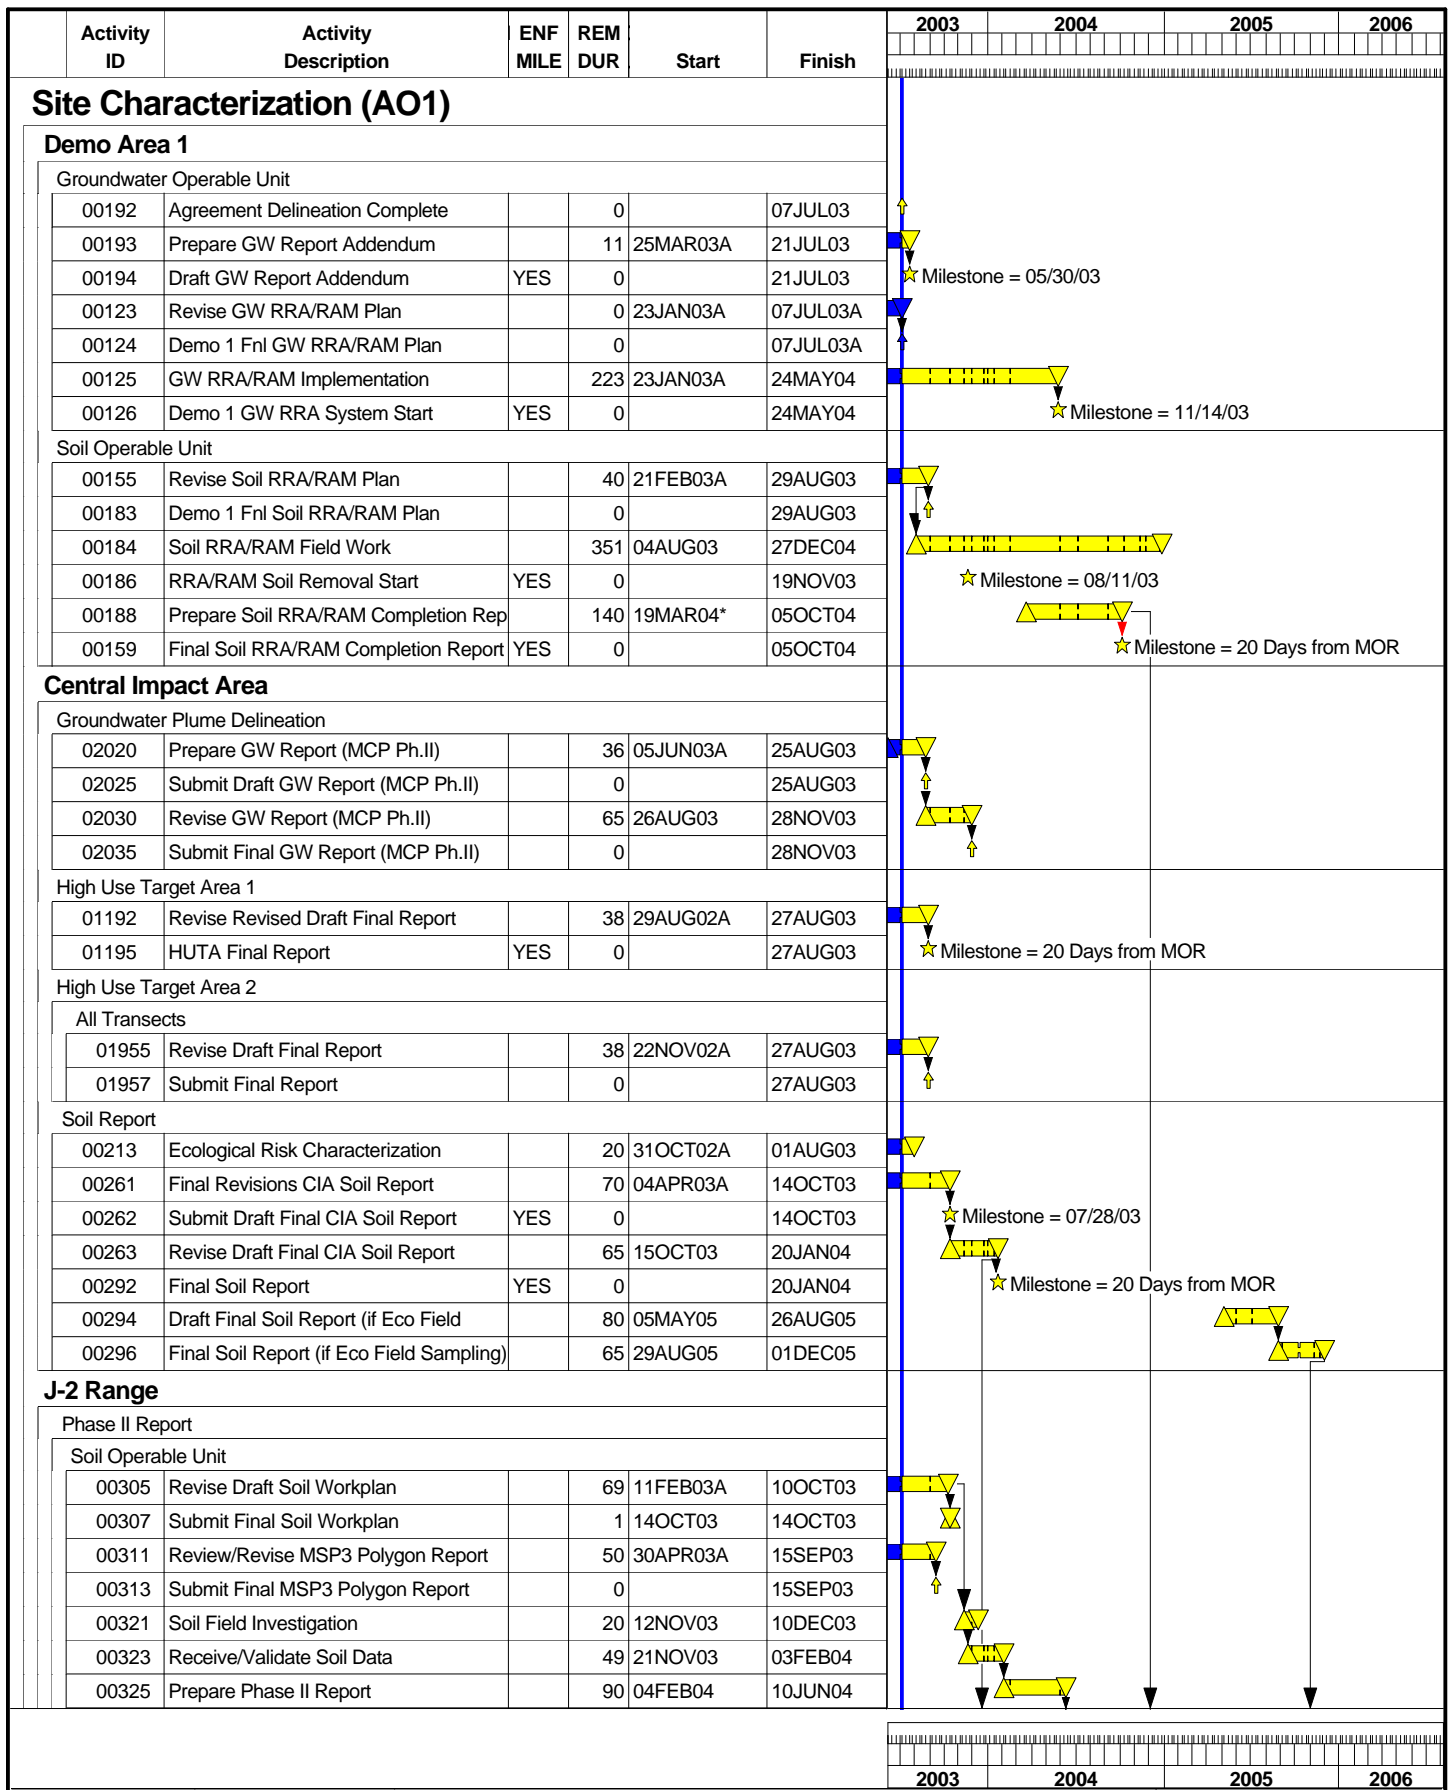 Activity ID Activity Description ENF MILE REM DUR Start Finish 2003 2004 2005 2006
Site Characterization (AO1)
Demo Area 1
Groundwater Operable Unit
00192 Agreement Delineation Complete 0 07JUL03
00193 Prepare GW Report Addendum 11 25MAR03A 21JUL03
00194 Draft GW Report Addendum YES 0 21JUL03 Milestone = 05/30/03
00123 Revise GW RRA/RAM Plan 0 23JAN03A 07JUL03A
00124 Demo 1 Fnl GW RRA/RAM Plan 0 07JUL03A
00125 GW RRA/RAM Implementation 223 23JAN03A 24MAY04
00126 Demo 1 GW RRA System Start YES 0 24MAY04 Milestone = 11/14/03
Soil Operable Unit
00155 Revise Soil RRA/RAM Plan 40 21FEB03A 29AUG03
00183 Demo 1 Fnl Soil RRA/RAM Plan 0 29AUG03
00184 Soil RRA/RAM Field Work 351 04AUG03 27DEC04
00186 RRA/RAM Soil Removal Start YES 0 19NOV03 Milestone = 08/11/03
00188 Prepare Soil RRA/RAM Completion Rep 140 19MAR04* 05OCT04
00159 Final Soil RRA/RAM Completion Report YES 0 05OCT04 Milestone = 20 Days from MOR
Central Impact Area
Groundwater Plume Delineation
02020 Prepare GW Report (MCP Ph.II) 36 05JUN03A 25AUG03
02025 Submit Draft GW Report (MCP Ph.II) 0 25AUG03
02030 Revise GW Report (MCP Ph.II) 65 26AUG03 28NOV03
02035 Submit Final GW Report (MCP Ph.II) 0 28NOV03
High Use Target Area 1
01192 Revise Revised Draft Final Report 38 29AUG02A 27AUG03
01195 HUTA Final Report YES 0 27AUG03 Milestone = 20 Days from MOR
High Use Target Area 2
All Transects
01955 Revise Draft Final Report 38 22NOV02A 27AUG03
01957 Submit Final Report 0 27AUG03
Soil Report
00213 Ecological Risk Characterization 20 31OCT02A 01AUG03
00261 Final Revisions CIA Soil Report 70 04APR03A 14OCT03
00262 Submit Draft Final CIA Soil Report YES 0 14OCT03 Milestone = 07/28/03
00263 Revise Draft Final CIA Soil Report 65 15OCT03 20JAN04
00292 Final Soil Report YES 0 20JAN04 Milestone = 20 Days from MOR
00294 Draft Final Soil Report (if Eco Field 80 05MAY05 26AUG05
00296 Final Soil Report (if Eco Field Sampling) 65 29AUG05 01DEC05
J-2 Range
Phase II Report
Soil Operable Unit
00305 Revise Draft Soil Workplan 69 11FEB03A 10OCT03
00307 Submit Final Soil Workplan 1 14OCT03 14OCT03
00311 Review/Revise MSP3 Polygon Report 50 30APR03A 15SEP03
00313 Submit Final MSP3 Polygon Report 0 15SEP03
00321 Soil Field Investigation 20 12NOV03 10DEC03
00323 Receive/Validate Soil Data 49 21NOV03 03FEB04
00325 Prepare Phase II Report 90 04FEB04 10JUN04
2003 2004 2005 2006